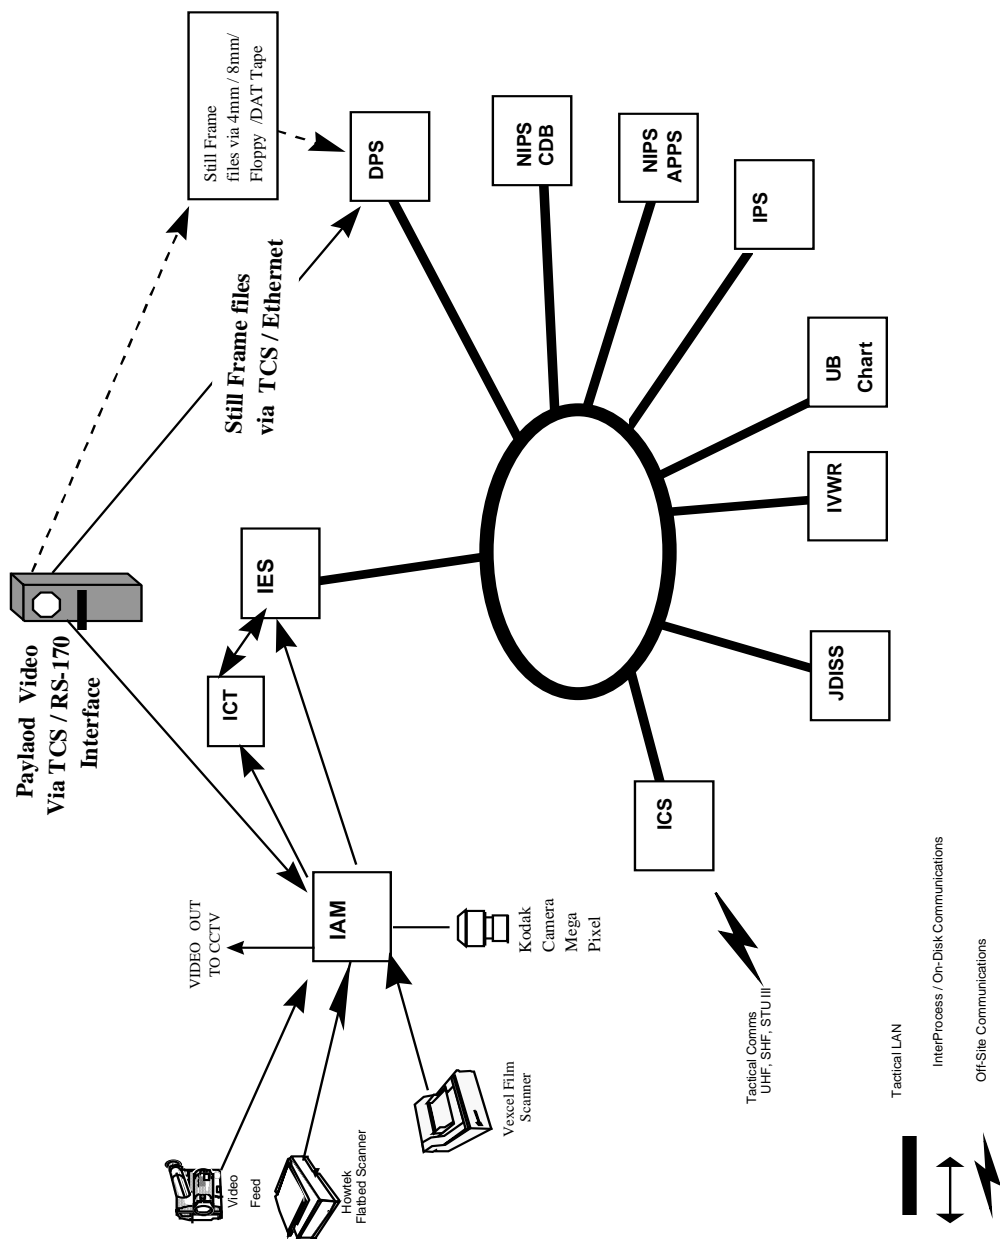 Still Frame
files via 4mm / 8mm/
Floppy /DAT Tape
DPS
NIPS
CDB
NIPS
APPS
IPS
UB
Chart
IVWR
JDISS
ICS
Still Frame files
via TCS / Ethernet
Paylaod Video
Via TCS / RS-170
Interface
IES
ICT
IAM
VIDEO OUT
TO CCTV
Kodak
Camera
Mega
Pixel
Video
Feed
Howtek
Flatbed Scanner
Vexcel Film
Scanner
Tactical Comms
UHF, SHF, STU III
Tactical LAN
InterProcess / On-Disk Communications
Off-Site Communications